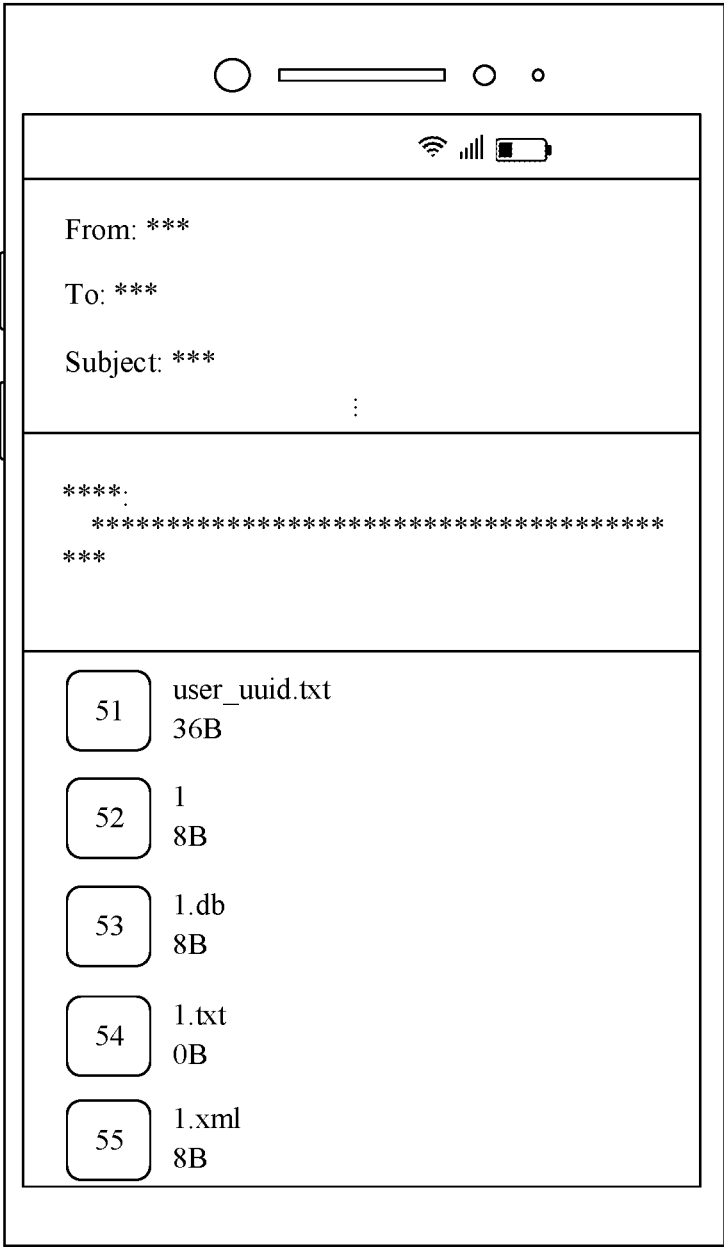 From: ***
To: ***
Subject: ***
⋮
****:
**************************************
***
51
user_uuid.txt
36B
52
1
8B
53
1.db
8B
54
1.txt
0B
55
1.xml
8B